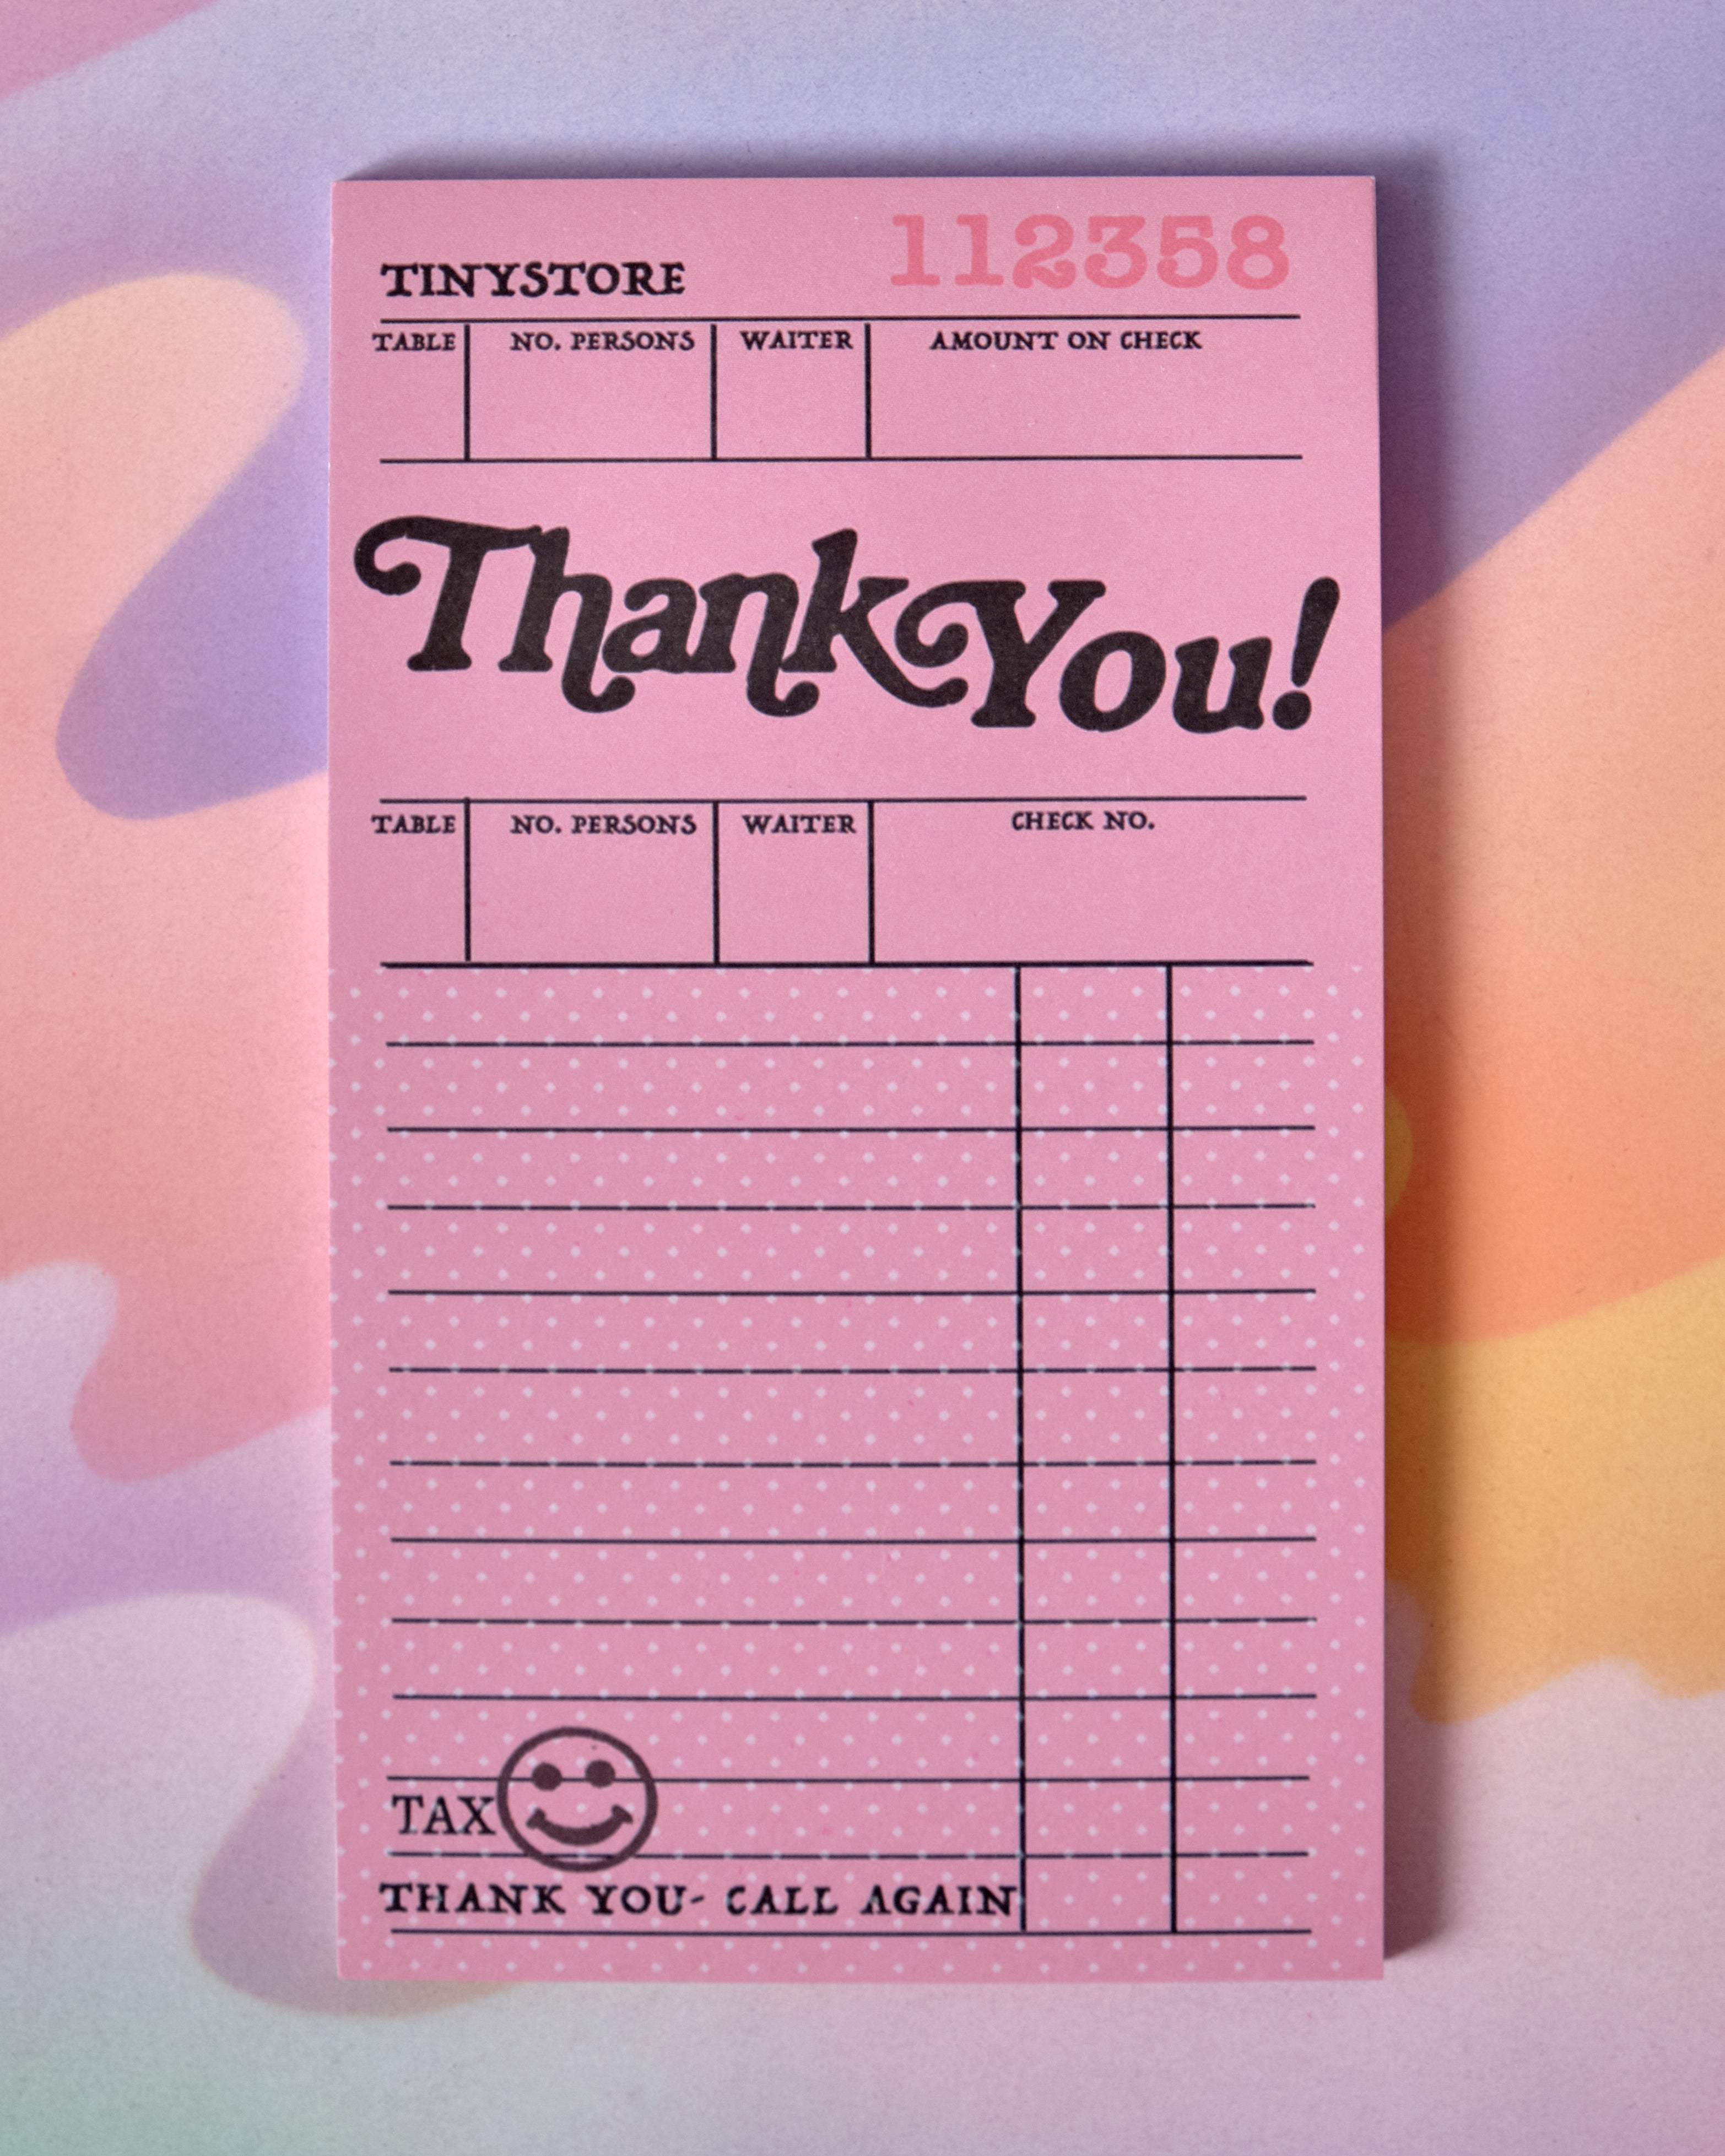 112358
TINYSTORE
TABLE NO. PERSONS WAITER AMOUNT ON CHECK
Thank You!
TABLE NO. PERSONS WAITER CHECK NO.
TAX
THANK YOU- CALL AGAIN